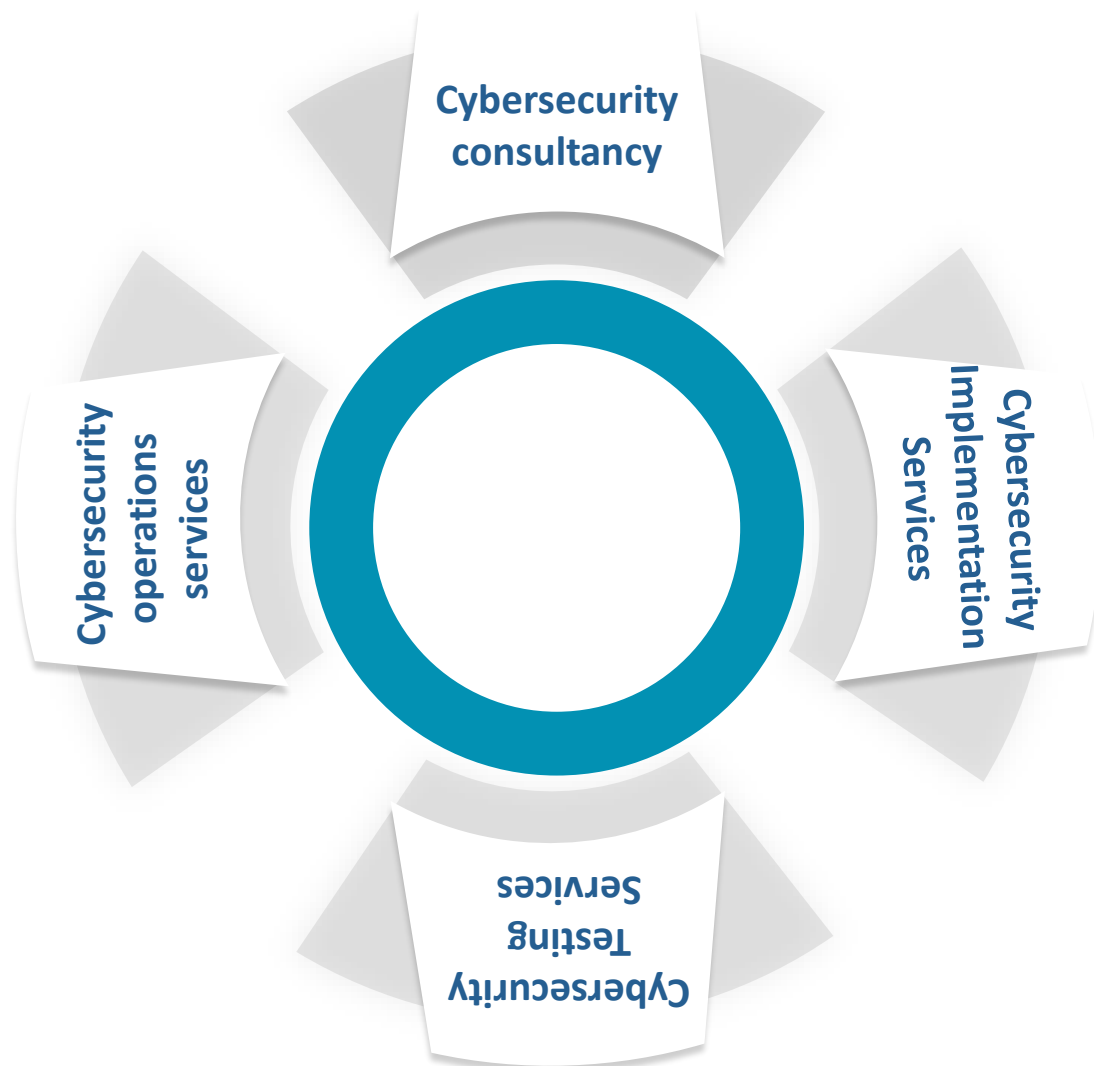 Cybersecurity
consultancy
Cybersecurity
Implementation
Services
Cybersecurity
Testing
Services
Cybersecurity
operations
services